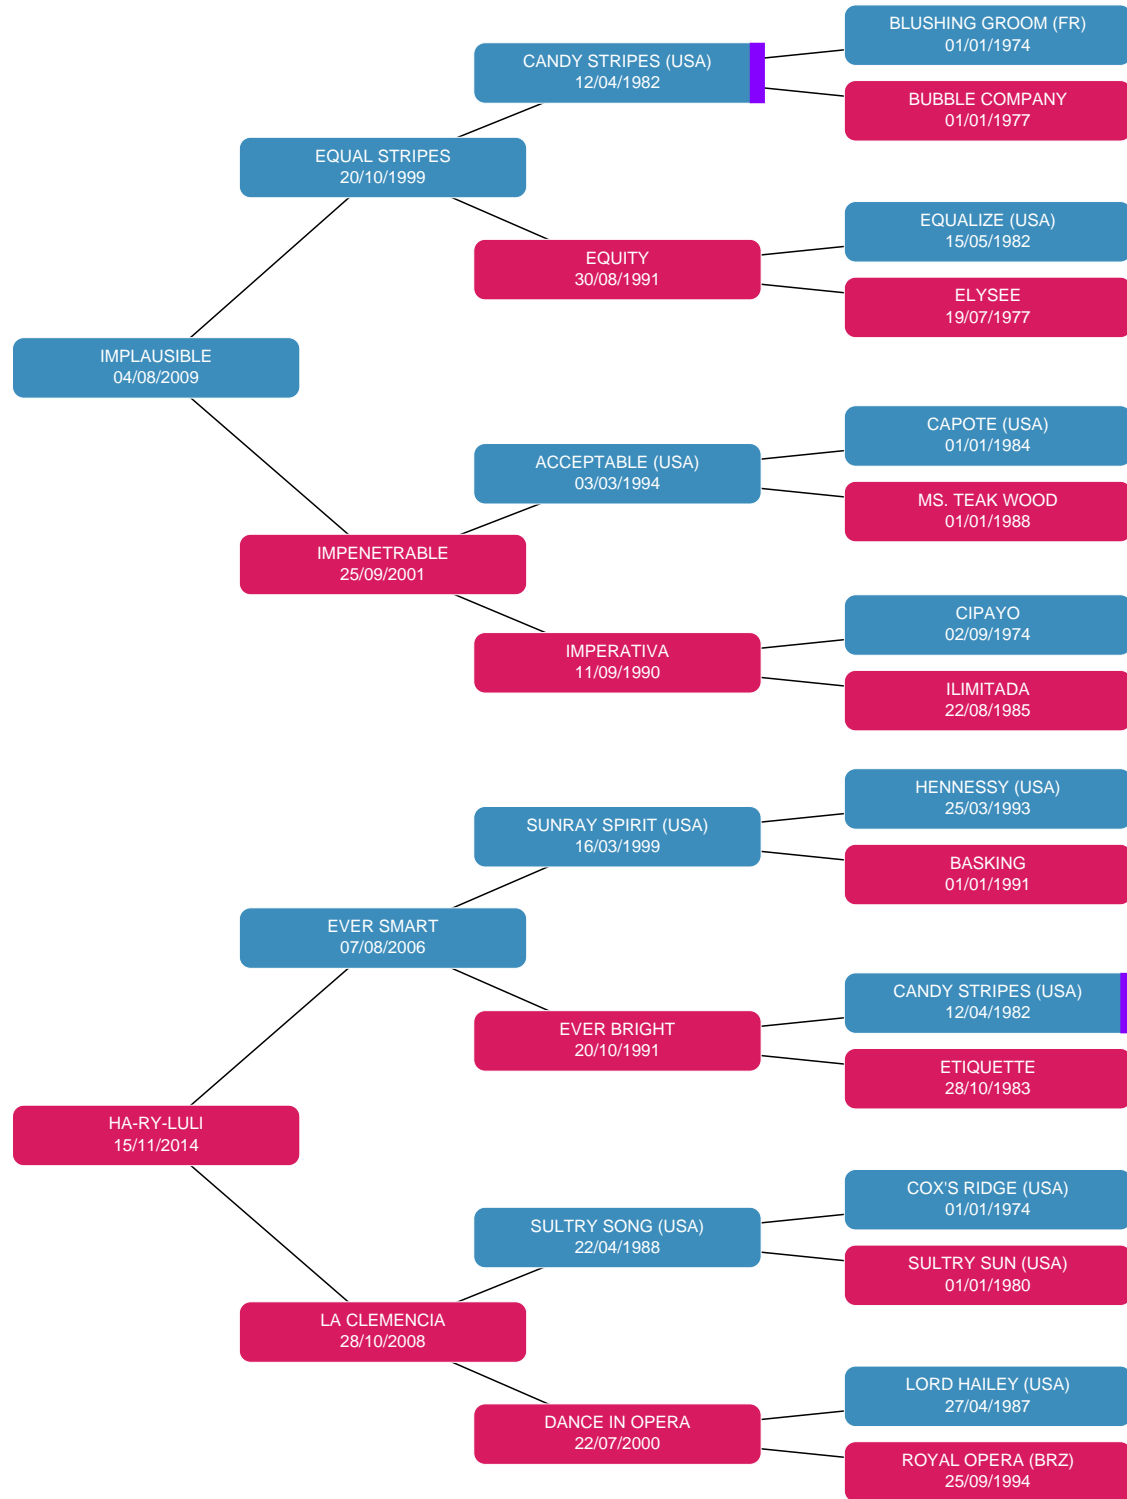 BLUSHING GROOM (FR)
01/01/1974
CANDY STRIPES (USA)
12/04/1982
BUBBLE COMPANY
01/01/1977
EQUAL STRIPES
20/10/1999
EQUALIZE (USA)
15/05/1982
EQUITY
30/08/1991
ELYSEE
19/07/1977
IMPLAUSIBLE
04/08/2009
CAPOTE (USA)
01/01/1984
ACCEPTABLE (USA)
03/03/1994
MS. TEAK WOOD
01/01/1988
IMPENETRABLE
25/09/2001
CIPAYO
02/09/1974
IMPERATIVA
11/09/1990
ILIMITADA
22/08/1985
HENNESSY (USA)
25/03/1993
SUNRAY SPIRIT (USA)
16/03/1999
BASKING
01/01/1991
EVER SMART
07/08/2006
CANDY STRIPES (USA)
12/04/1982
EVER BRIGHT
20/10/1991
ETIQUETTE
28/10/1983
HA-RY-LULI
15/11/2014
COX'S RIDGE (USA)
01/01/1974
SULTRY SONG (USA)
22/04/1988
SULTRY SUN (USA)
01/01/1980
LA CLEMENCIA
28/10/2008
LORD HAILEY (USA)
27/04/1987
DANCE IN OPERA
22/07/2000
ROYAL OPERA (BRZ)
25/09/1994